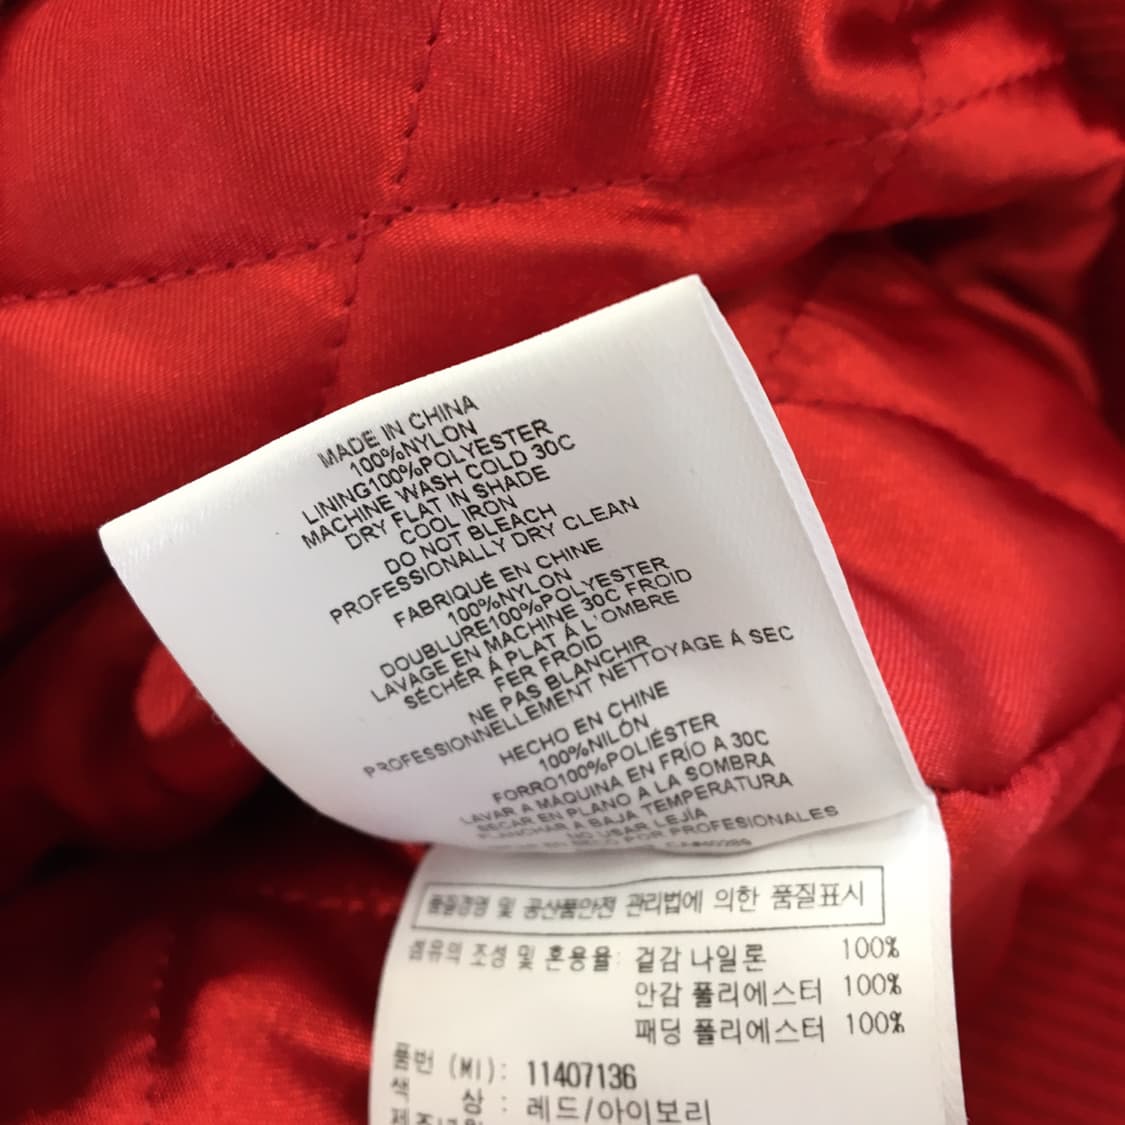 MADE IN CHINA
100%NYLON
LINING100%POLYESTER
MACHINE WASH COLD 30C
DRY FLAT IN SHADE
COOL IRON
DO NOT BLEACH
PROFESSIONALLY DRY CLEAN
FABRIQUÉ EN CHINE
100%NYLON
DOUBLURE100%POLYESTER
LAVAGE EN MACHINE 30C FROID
SÉCHER À PLAT À L'OMBRE
FER FROID
NE PAS BLANCHIR
PROFESSIONNELLEMENT NETTOYAGE À SEC
HECHO EN CHINE
100%NILÓN
FORRO100%POLIÉSTER
LAVAR A MÁQUINA EN FRÍO A 30C
SECAR EN PLANO A LA SOMBRA
PLANCHAR A BAJA TEMPERATURA
NO USAR LEJÍA
EN SECO POR PROFESIONALES
품질경영 및 공산품안전 관리법에 의한 품질표시
섬유의 조성 및 혼용율: 겉감 나일론 100%
안감 폴리에스터 100%
패딩 폴리에스터 100%
품번 (MI): 11407136
색 상 : 레드/아이보리